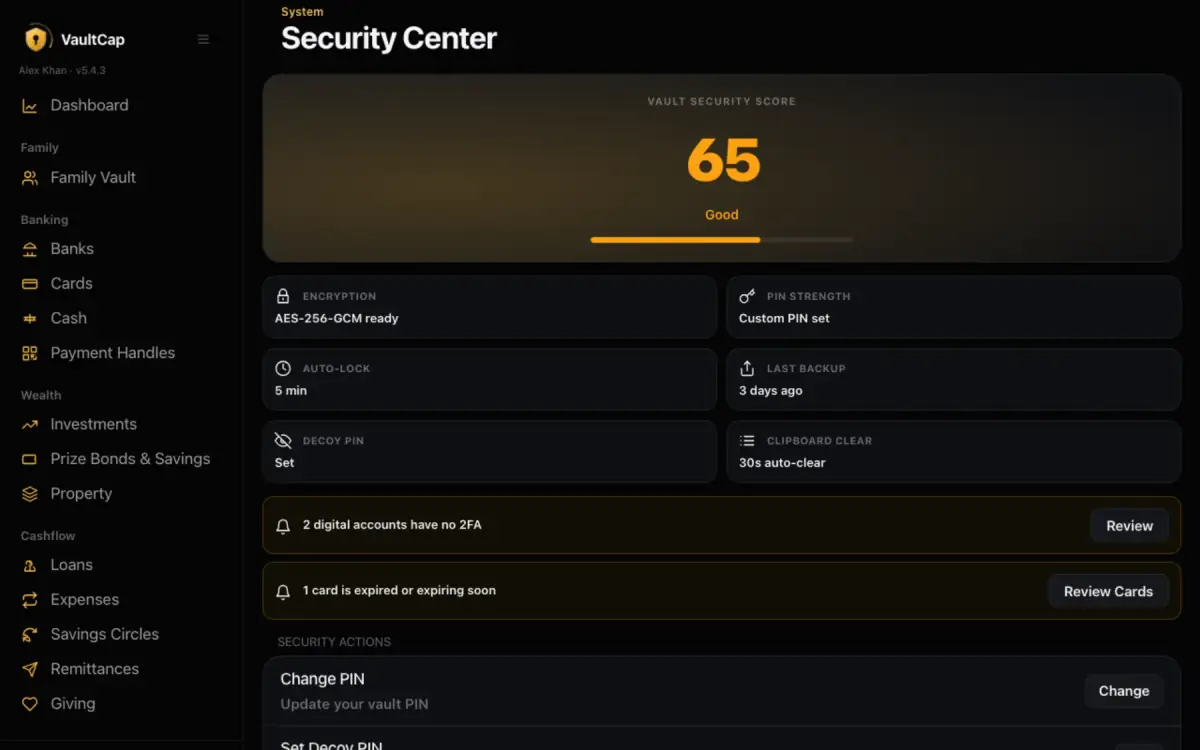 VaultCap
Alex Khan · v5.4.3
Dashboard
Family
Family Vault
Banking
Banks
Cards
Cash
Payment Handles
Wealth
Investments
Prize Bonds & Savings
Property
Cashflow
Loans
Expenses
Savings Circles
Remittances
Giving
System
Security Center
VAULT SECURITY SCORE
65
Good
ENCRYPTION
AES-256-GCM ready
PIN STRENGTH
Custom PIN set
AUTO-LOCK
5 min
LAST BACKUP
3 days ago
DECOY PIN
Set
CLIPBOARD CLEAR
30s auto-clear
2 digital accounts have no 2FA
Review
1 card is expired or expiring soon
Review Cards
SECURITY ACTIONS
Change PIN
Update your vault PIN
Change
Set Decoy PIN